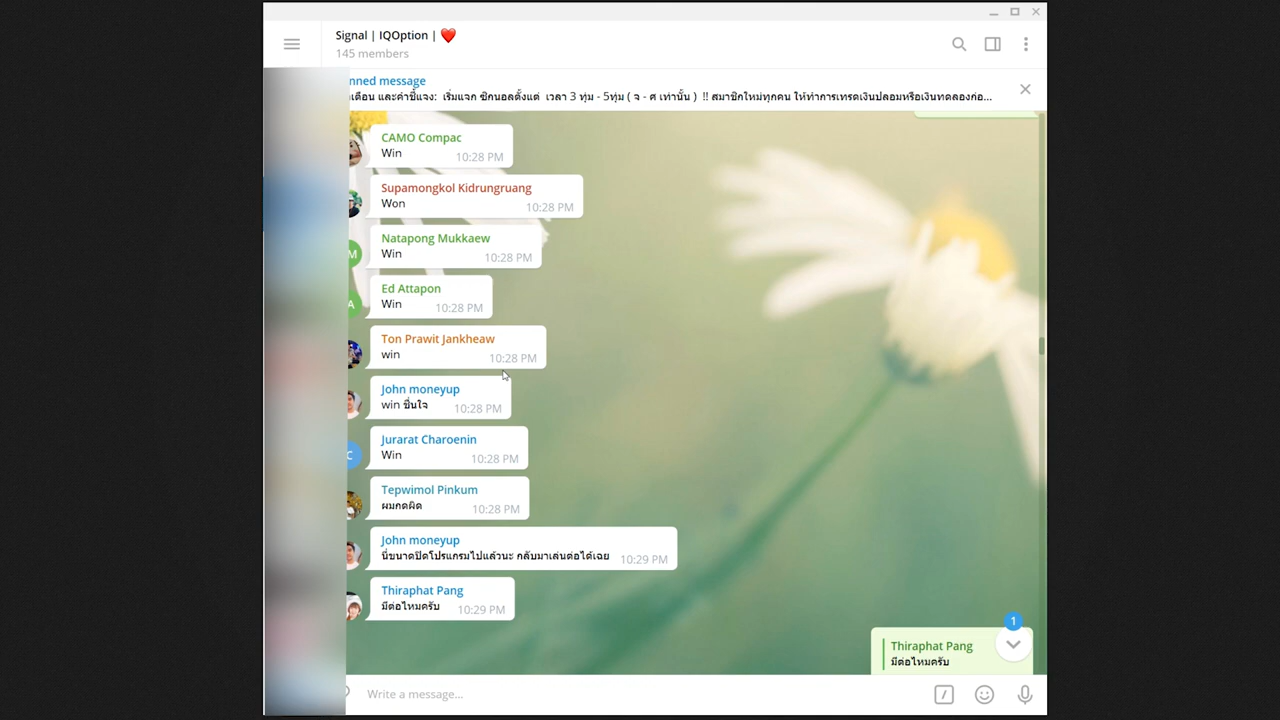 Signal | IQOption | ❤️
145 members
nned message
เดือน และคำชี้แจง: เริ่มแจก ซิกนอลตั้งแต่ เวลา 3 ทุ่ม - 5ทุ่ม ( จ - ศ เท่านั้น ) !! สมาชิกใหม่ทุกคน ให้ทำการเทรดเงินปลอมหรือเงินทดลองก่อ...
CAMO Compac
Win 10:28 PM
Supamongkol Kidrungruang
Won 10:28 PM
M
Natapong Mukkaew
Win 10:28 PM
A
Ed Attapon
Win 10:28 PM
Ton Prawit Jankheaw
win 10:28 PM
John moneyup
win ชื่นใจ 10:28 PM
C
Jurarat Charoenin
Win 10:28 PM
Tepwimol Pinkum
ผมกดผิด 10:28 PM
John moneyup
นี่ขนาดปิดโปรแกรมไปแล้วนะ กลับมาเล่นต่อได้เฉย 10:29 PM
Thiraphat Pang
มีต่อไหมครับ 10:29 PM
1
Thiraphat Pang
มีต่อไหมครับ
Write a message...